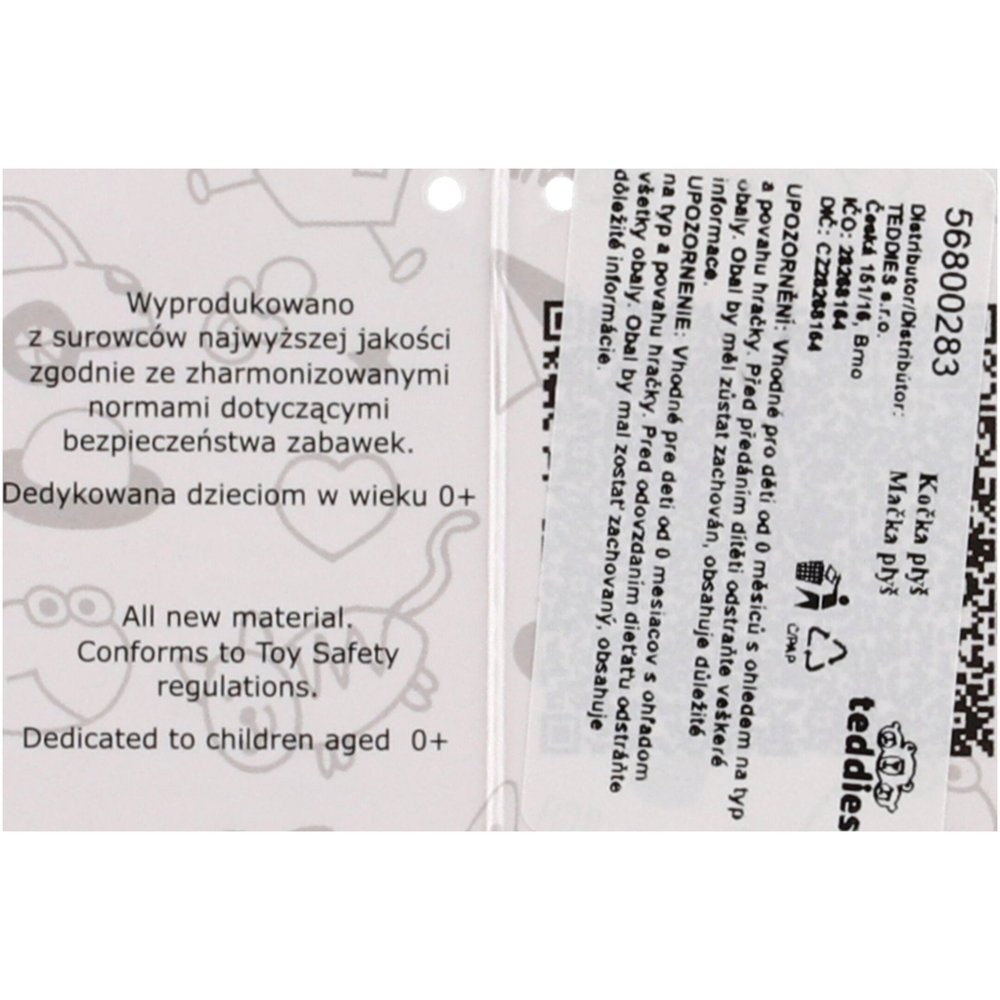 Wyprodukowano
z surowców najwyższej jakości
zgodnie ze zharmonizowanymi
normami dotyczącymi
bezpieczeństwa zabawek.
Dedykowana dzieciom w wieku 0+
All new material.
Conforms to Toy Safety
regulations.
Dedicated to children aged 0+
56800283
Distributor/Distribútor:
TEDDIES s.r.o.
Česká 151/16, Brno
IČO: 28268164
DIČ: CZ28268164
Kočka plyš
Mačka plyš
UPOZORNĚNÍ: Vhodné pro děti od 0 měsíců s ohledem na typ
a povahu hračky. Před předáním dítěti odstraňte veškeré
obaly. Obal by měl zůstat zachován, obsahuje důležité
informace.
UPOZORNENIE: Vhodné pre deti od 0 mesiacov s ohľadom
na typ a povahu hračky. Pred odovzdaním dieťaťu odstráňte
všetky obaly. Obal by mal zostať zachovaný, obsahuje
dôležité informácie.
C/PAP
teddies